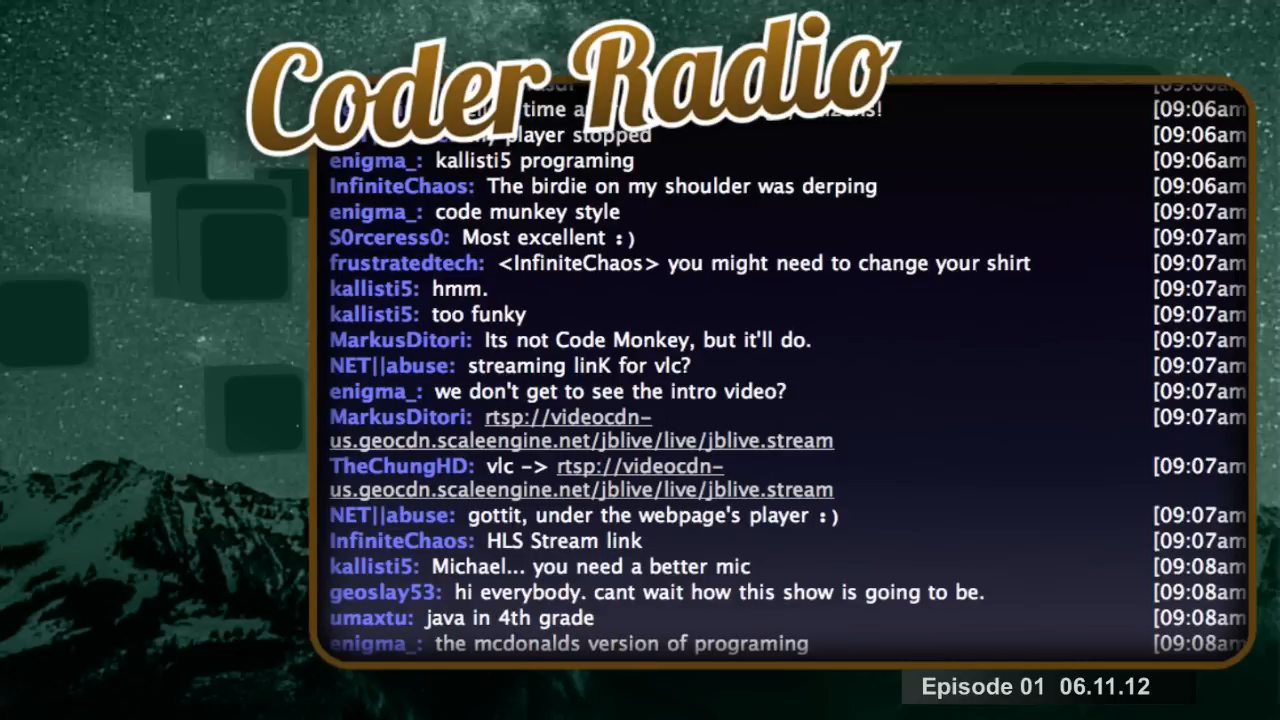 Coder Radio
[09:06am
time a
[09:06am
player stopped
[09:06am
enigma_: kallisti5 programing [09:06am
InfiniteChaos: The birdie on my shoulder was derping [09:06am
enigma_: code munkey style [09:07am
S0rceress0: Most excellent :) [09:07am
frustratedtech: <InfiniteChaos> you might need to change your shirt [09:07am
kallisti5: hmm. [09:07am
kallisti5: too funky [09:07am
MarkusDitori: Its not Code Monkey, but it'll do. [09:07am
NET||abuse: streaming linK for vlc? [09:07am
enigma_: we don't get to see the intro video? [09:07am
MarkusDitori: rtsp://videocdn- [09:07am
us.geocdn.scaleengine.net/jblive/live/jblive.stream
TheChungHD: vlc -> rtsp://videocdn- [09:07am
us.geocdn.scaleengine.net/jblive/live/jblive.stream
NET||abuse: gottit, under the webpage's player :) [09:07am
InfiniteChaos: HLS Stream link [09:07am
kallisti5: Michael... you need a better mic [09:08am
geoslay53: hi everybody. cant wait how this show is going to be. [09:08am
umaxtu: java in 4th grade [09:08am
enigma_: the mcdonalds version of programing [09:08am
Episode 01 06.11.12